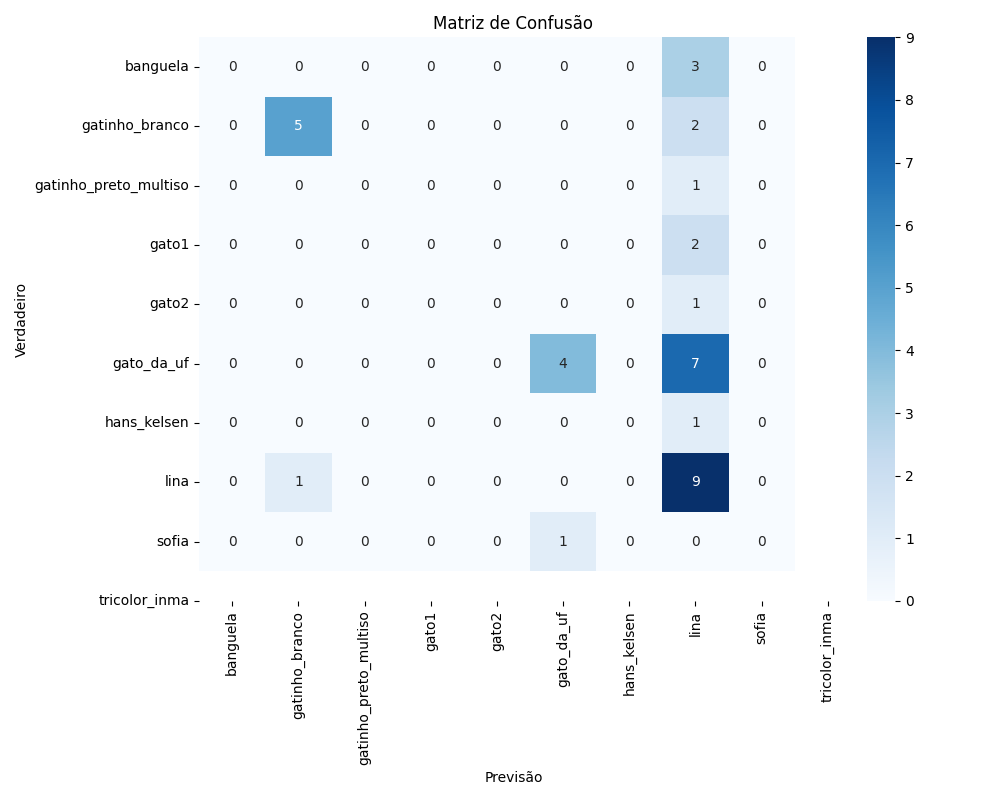 Matriz de Confusão
banguela 0 0 0 0 0 0 0 3 0
gatinho_branco 0 5 0 0 0 0 0 2 0
gatinho_preto_multiso 0 0 0 0 0 0 0 1 0
gato1 0 0 0 0 0 0 0 2 0
gato2 0 0 0 0 0 0 0 1 0
gato_da_uf 0 0 0 0 0 4 0 7 0
hans_kelsen 0 0 0 0 0 0 0 1 0
lina 0 1 0 0 0 0 0 9 0
sofia 0 0 0 0 0 1 0 0 0
tricolor_inma
Verdadeiro
banguela
gatinho_branco
gatinho_preto_multiso
gato1
gato2
gato_da_uf
hans_kelsen
lina
sofia
tricolor_inma
Previsão
9
8
7
6
5
4
3
2
1
0